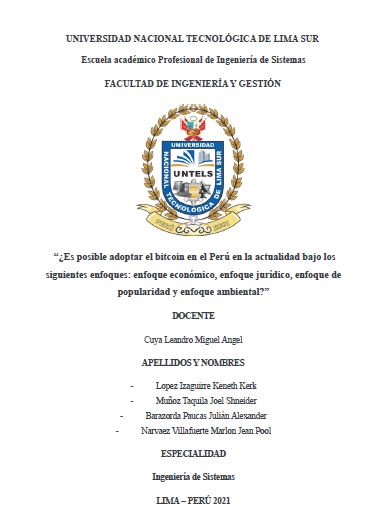 UNIVERSIDAD NACIONAL TECNOLÓGICA DE LIMA SUR
Escuela académico Profesional de Ingeniería de Sistemas
FACULTAD DE INGENIERÍA Y GESTIÓN
UNIVERSIDAD
NACIONAL TECNOLÓGICA DE LIMA SUR
UNTELS
PERÚ
“¿Es posible adoptar el bitcoin en el Perú en la actualidad bajo los
siguientes enfoques: enfoque económico, enfoque jurídico, enfoque de
popularidad y enfoque ambiental?”
DOCENTE
Cuya Leandro Miguel Angel
APELLIDOS Y NOMBRES
- Lopez Izaguirre Keneth Kerk
- Muñoz Taquila Joel Shneider
- Barazorda Paucas Julián Alexander
- Narvaez Villafuerte Marlon Jean Pool
ESPECIALIDAD
Ingeniería de Sistemas
LIMA – PERÚ 2021